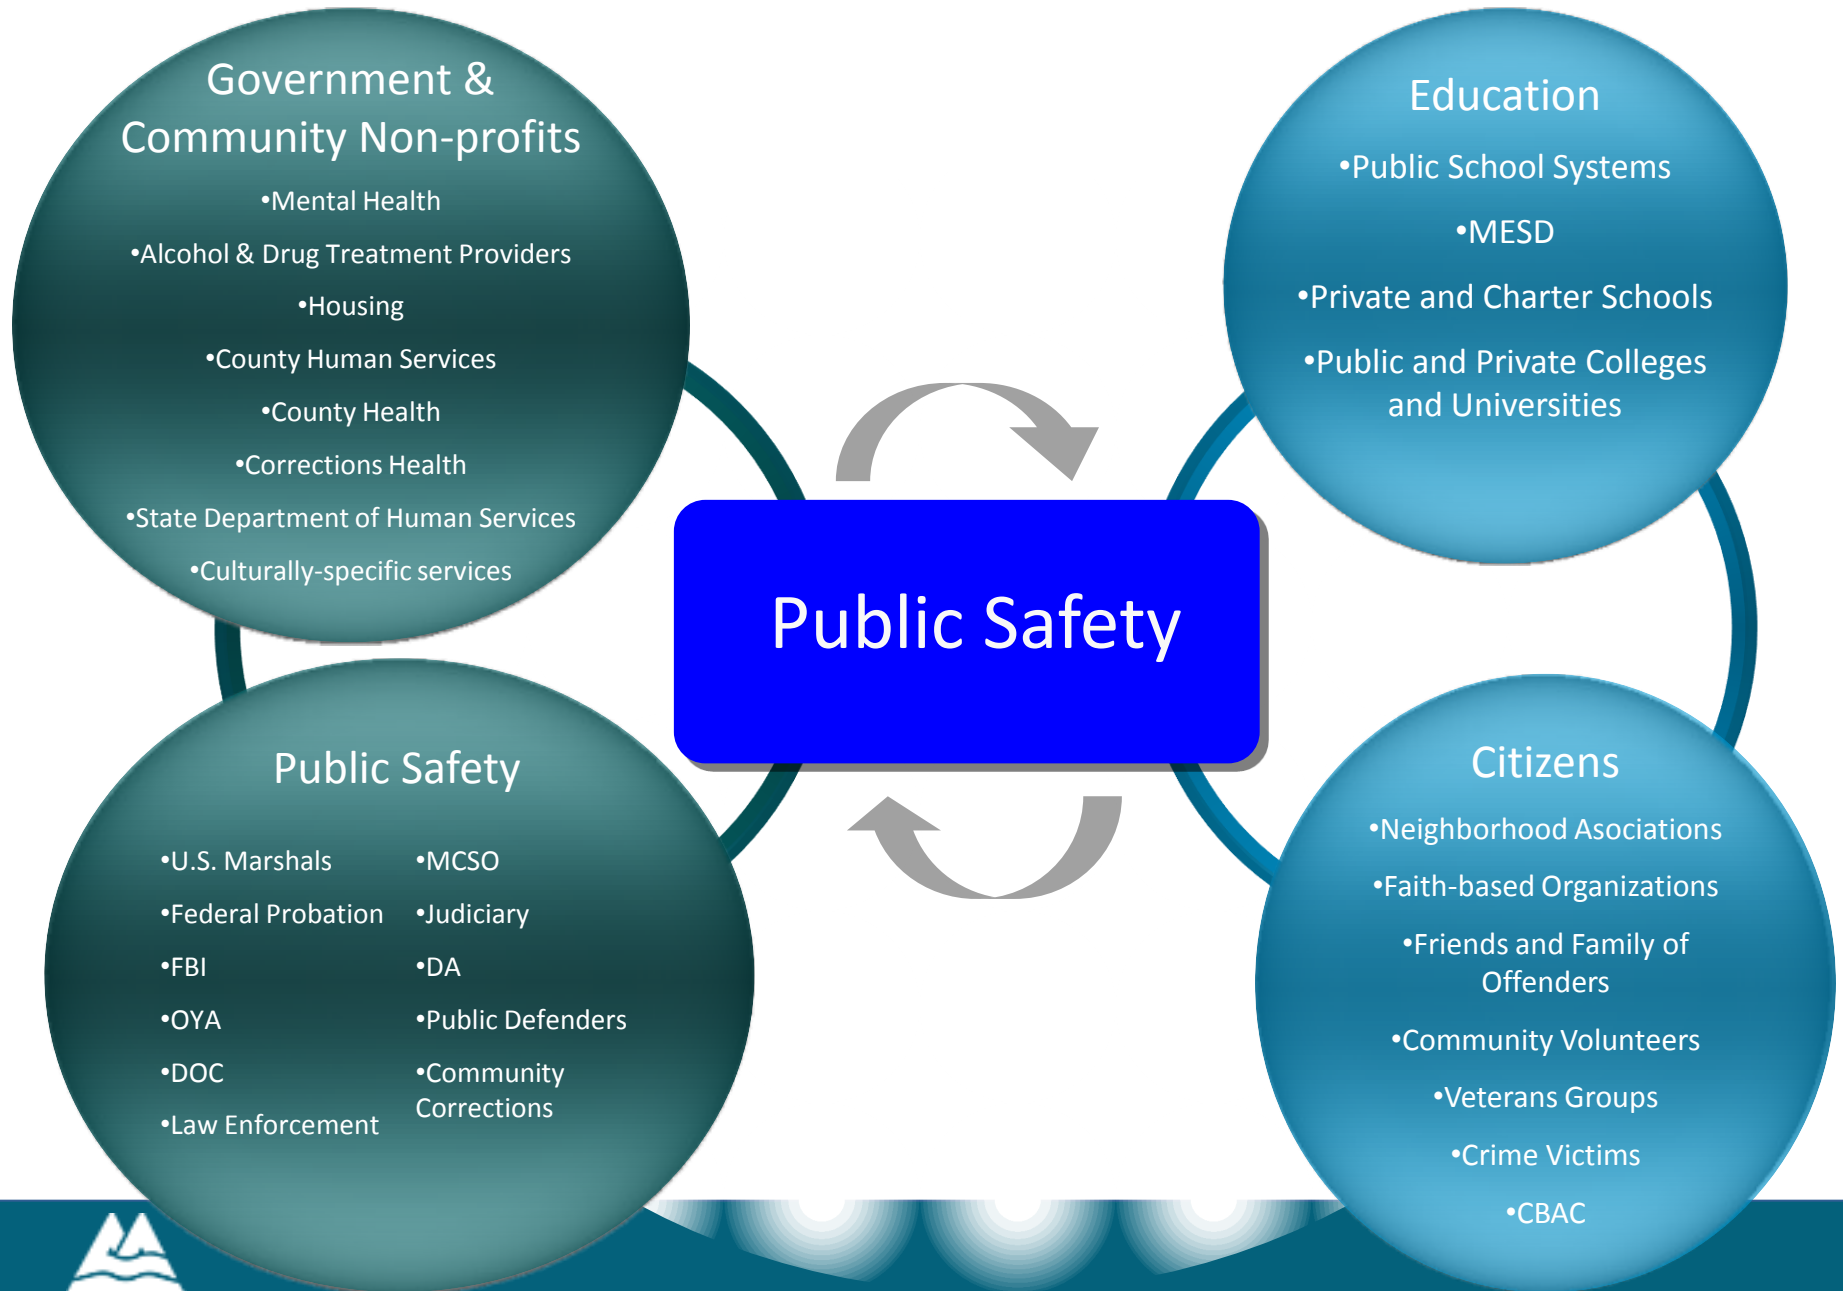 Government &
Community Non-profits
•Mental Health
•Alcohol & Drug Treatment Providers
•Housing
•County Human Services
•County Health
•Corrections Health
•State Department of Human Services
•Culturally-specific services
Education
•Public School Systems
•MESD
•Private and Charter Schools
•Public and Private Colleges
and Universities
Public Safety
Public Safety
•U.S. Marshals
•Federal Probation
•FBI
•OYA
•DOC
•Law Enforcement
•MCSO
•Judiciary
•DA
•Public Defenders
•Community
Corrections
Citizens
•Neighborhood Asociations
•Faith-based Organizations
•Friends and Family of
Offenders
•Community Volunteers
•Veterans Groups
•Crime Victims
•CBAC